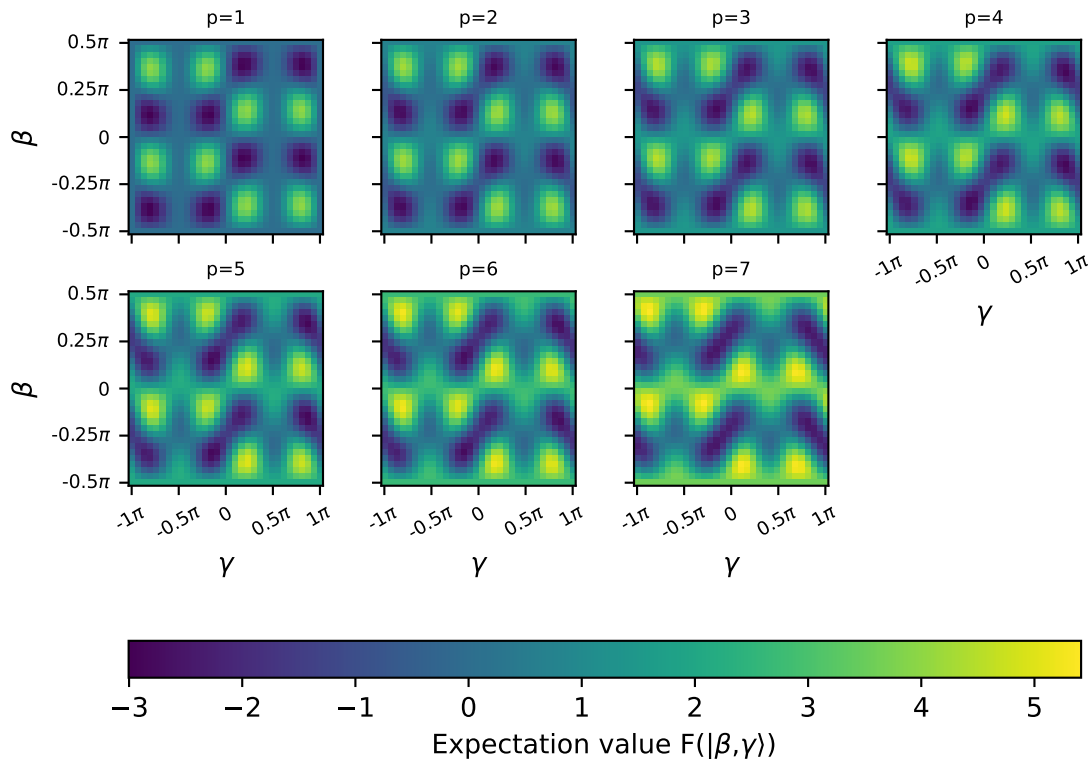 p=1 p=2 p=3 p=4
0.5π
0.25π
β
0
-0.25π
-0.5π
-1π -0.5π 0 0.5π 1π
γ
p=5 p=6 p=7
0.5π
0.25π
β
0
-0.25π
-0.5π
-1π -0.5π 0 0.5π 1π -1π -0.5π 0 0.5π 1π -1π -0.5π 0 0.5π 1π
γ γ γ
−3 −2 −1 0 1 2 3 4 5
Expectation value F(|β,γ⟩)